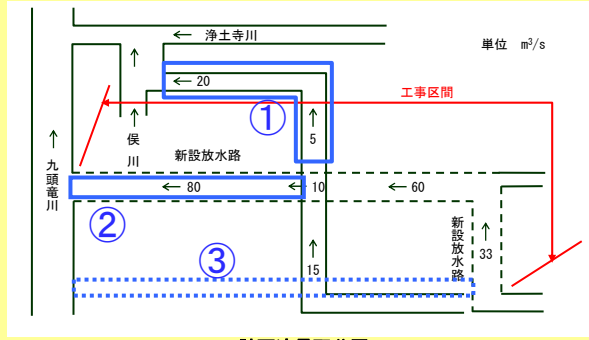 ← 浄土寺川
単位 m³/s
← 20
工事区間
①
↑
5
↑
俣川
新設放水路
↑
九頭竜川
← 80
← 10
← 60
②
新設放水路
↑
33
③
↑
15